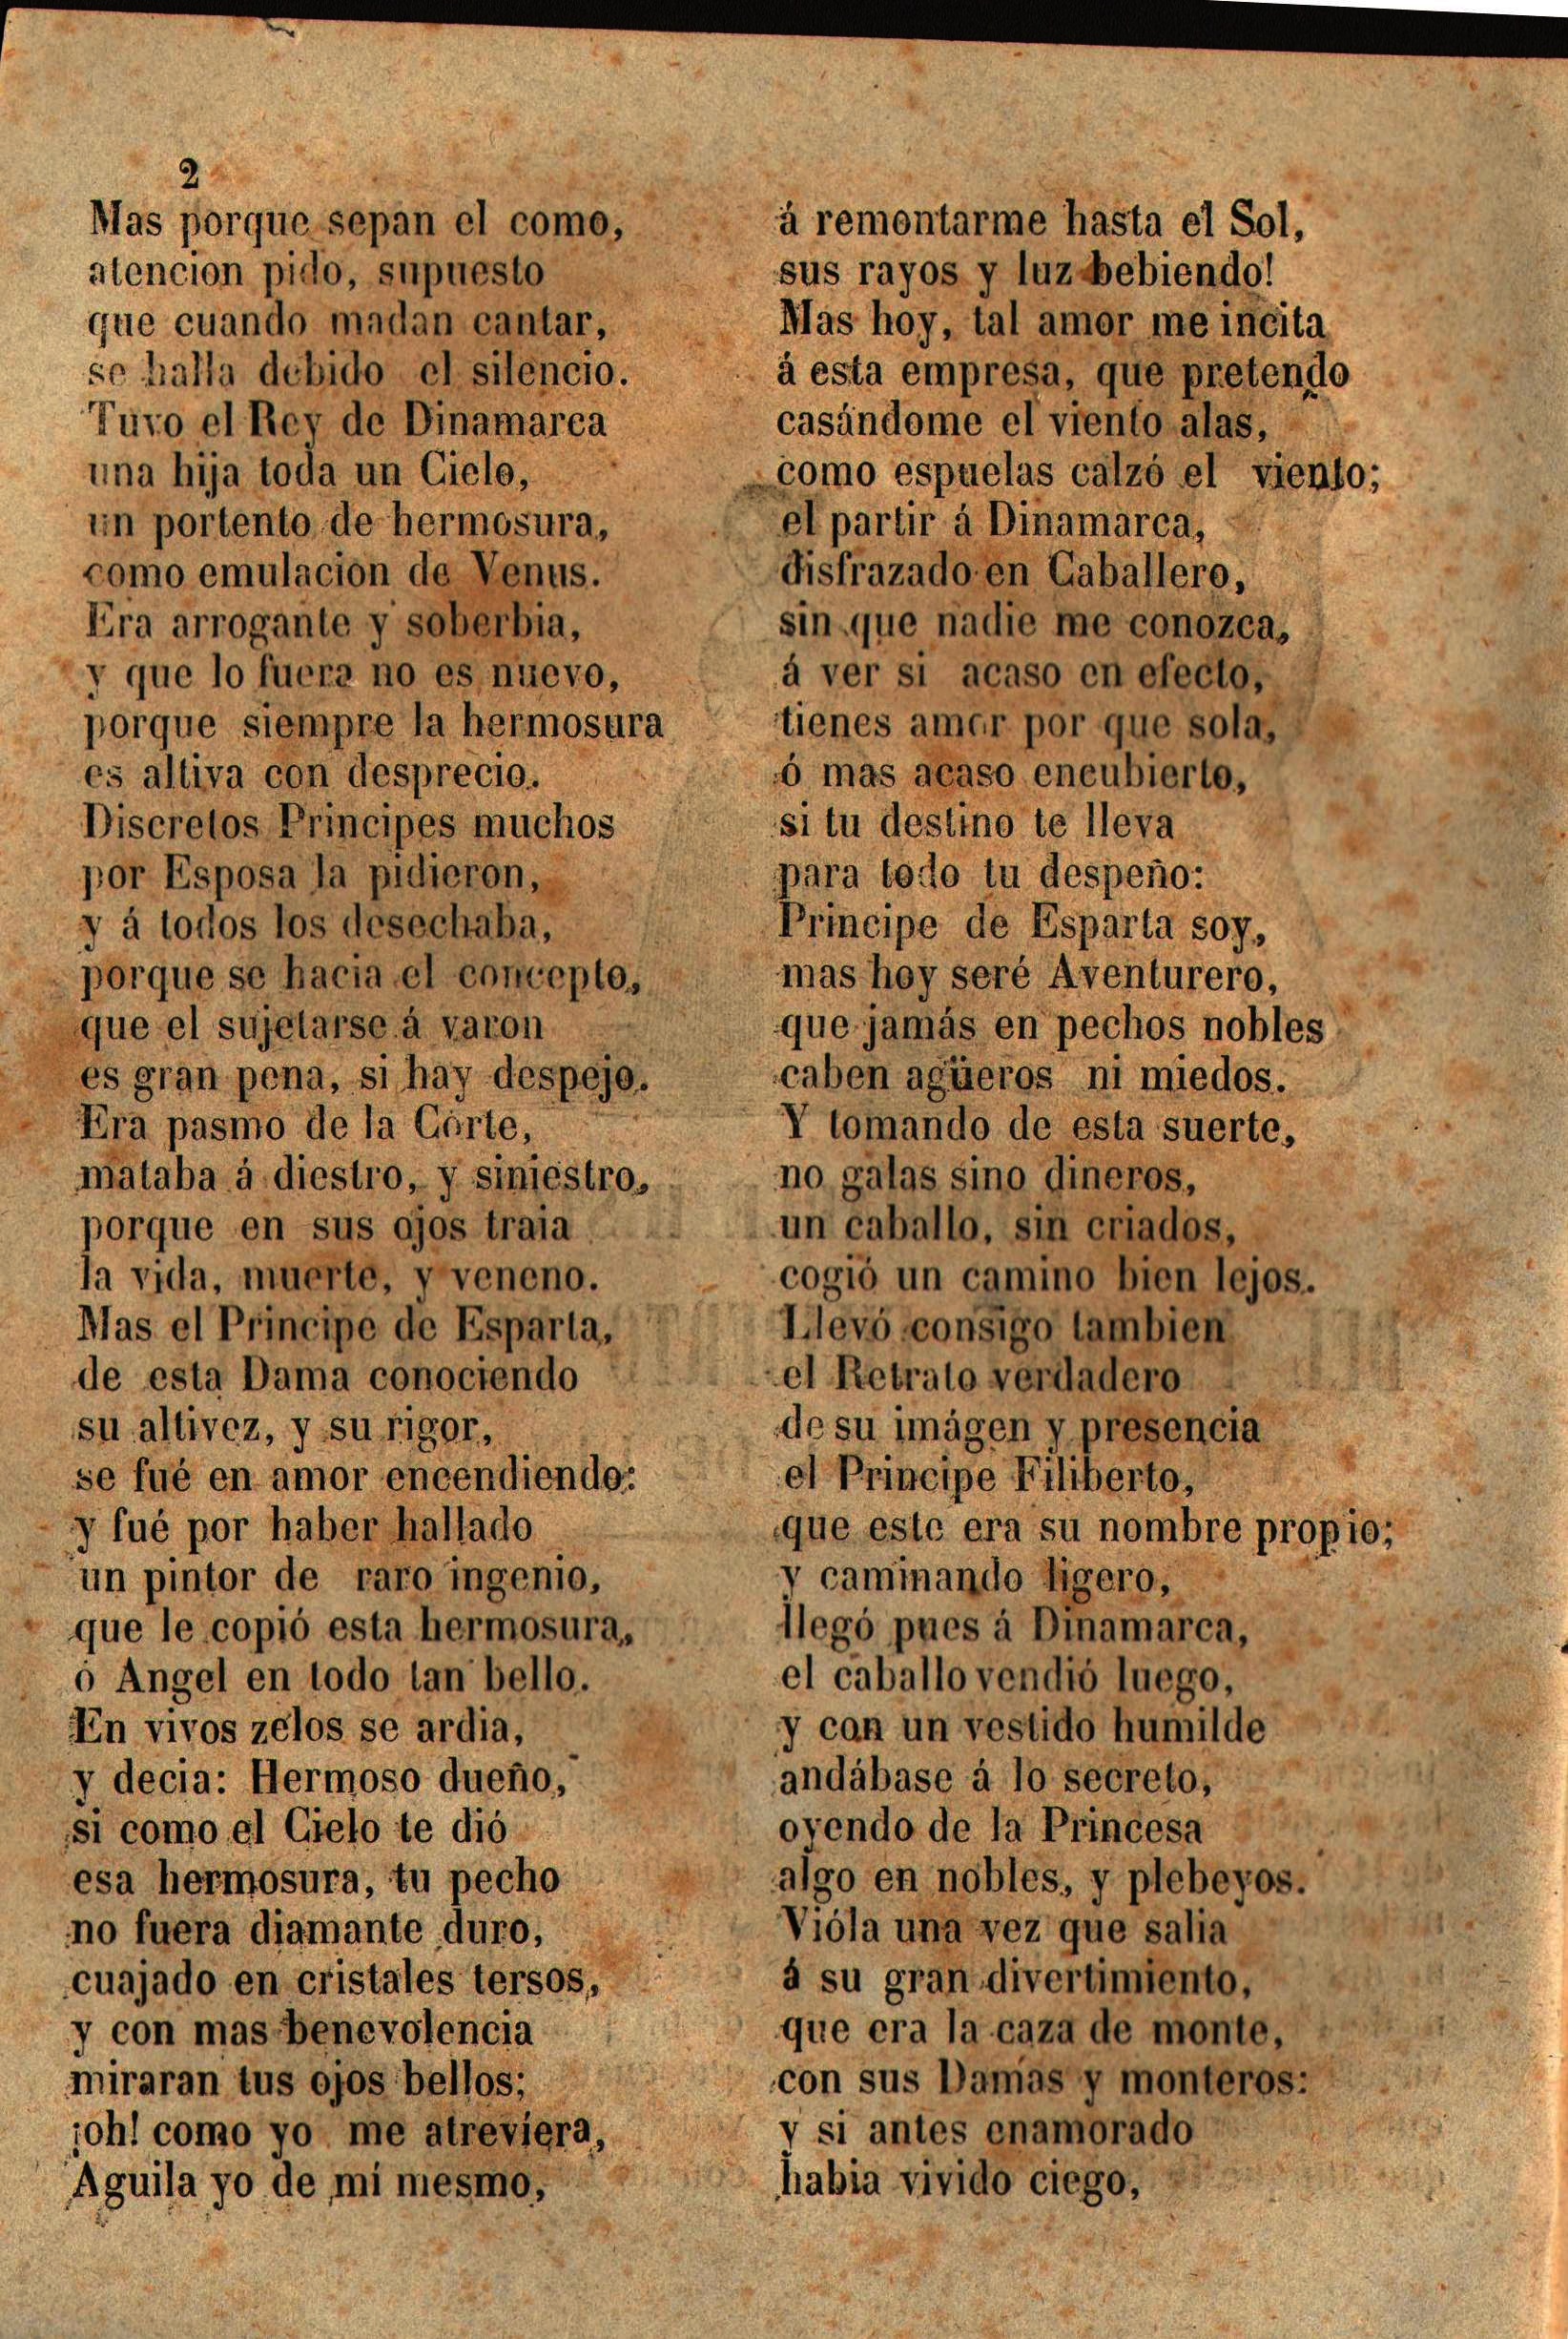 2
Mas porque sepan el como,
atencion pido, supuesto
que cuando madan cantar,
se halla debido el silencio.
Tuvo el Rey de Dinamarca
una hija toda un Cielo,
un portento de hermosura,
como emulacion de Venus.
Era arrogante y soberbia,
y que lo fuera no es nuevo,
porque siempre la hermosura
es altiva con desprecio.
Discretos Principes muchos
por Esposa la pidieron,
y á todos los desechaba,
porque se hacia el concepto,
que el sujetarse á varon
es gran pena, si hay despejo.
Era pasmo de la Córte,
mataba á diestro, y siniestro,
porque en sus ojos traia
la vida, muerte, y veneno.
Mas el Principe de Esparta,
de esta Dama conociendo
su altivez, y su rigor,
se fué en amor encendiendo:
y fué por haber hallado
un pintor de raro ingenio,
que le copió esta hermosura,
ó Angel en todo tan bello.
En vivos zelos se ardia,
y decia: Hermoso dueño,
si como el Cielo te dió
esa hermosura, tu pecho
no fuera diamante duro,
cuajado en cristales tersos,
y con mas benevolencia
miraran tus ojos bellos;
¡oh! como yo me atreviera,
Aguila yo de mí mesmo,
á remontarme hasta el Sol,
sus rayos y luz bebiendo!
Mas hoy, tal amor me incita
á esta empresa, que pretendo
casándome el viento alas,
como espuelas calzó el viento;
el partir á Dinamarca,
disfrazado en Caballero,
sin que nadie me conozca,
á ver si acaso en efecto,
tienes amor por que sola,
ó mas acaso encubierto,
si tu destino te lleva
para todo tu despeño:
Principe de Esparta soy,
mas hoy seré Aventurero,
que jamás en pechos nobles
caben agüeros ni miedos.
Y tomando de esta suerte,
no galas sino dineros,
un caballo, sin criados,
cogió un camino bien lejos.
Llevó consigo tambien
el Retrato verdadero
de su imágen y presencia
el Principe Filiberto,
que este era su nombre propio;
y caminando ligero,
llegó pues á Dinamarca,
el caballo vendió luego,
y con un vestido humilde
andábase á lo secreto,
oyendo de la Princesa
algo en nobles, y plebeyos.
Vióla una vez que salia
á su gran divertimiento,
que era la caza de monte,
con sus Damas y monteros:
y si antes enamorado
habia vivido ciego,